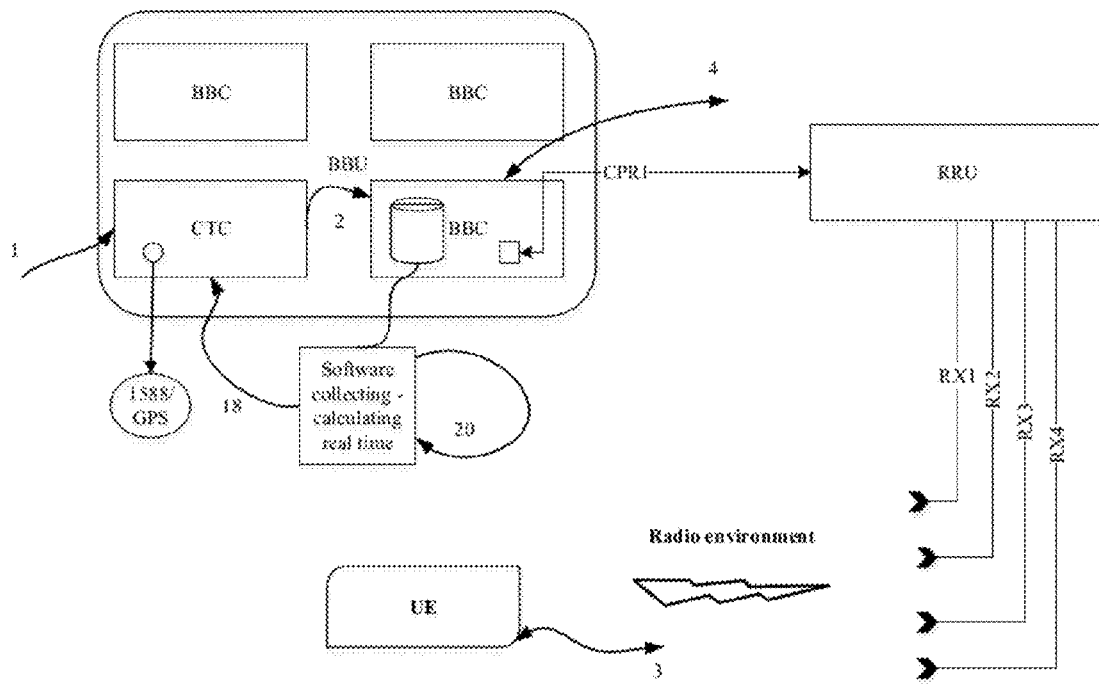 BBC
BBC
4
BBU
CPRI
RRU
CTC
2
BBC
1
1588/
GPS
18
Software
collecting -
calculating
real time
20
RX1
RX2
RX3
RX4
Radio environment
UE
3